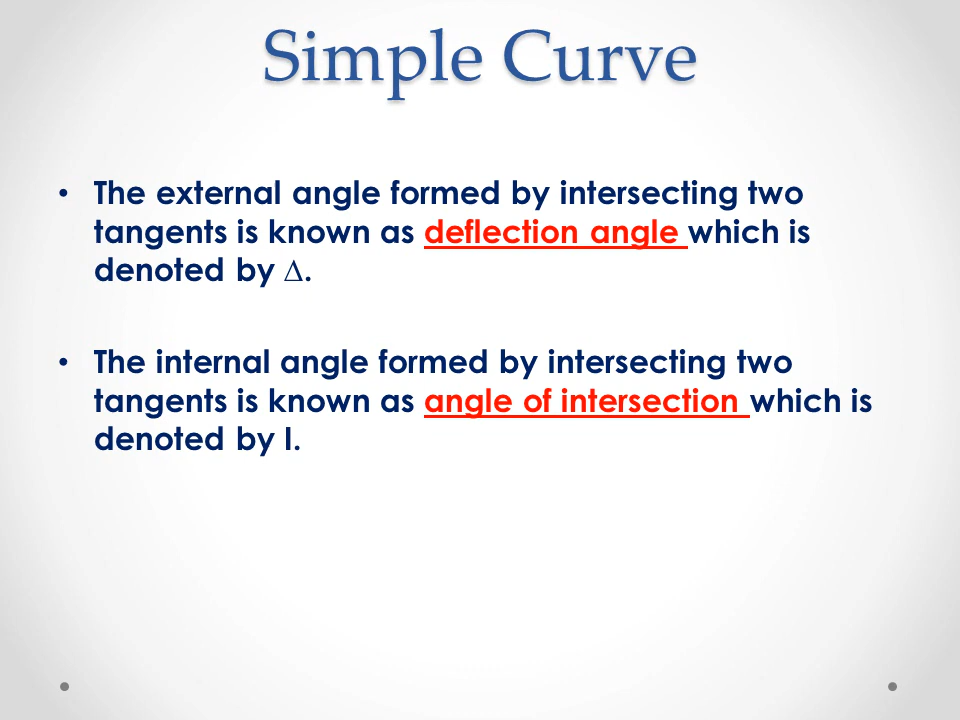 Simple Curve
• The external angle formed by intersecting two
tangents is known as deflection angle which is
denoted by Δ.
• The internal angle formed by intersecting two
tangents is known as angle of intersection which is
denoted by I.